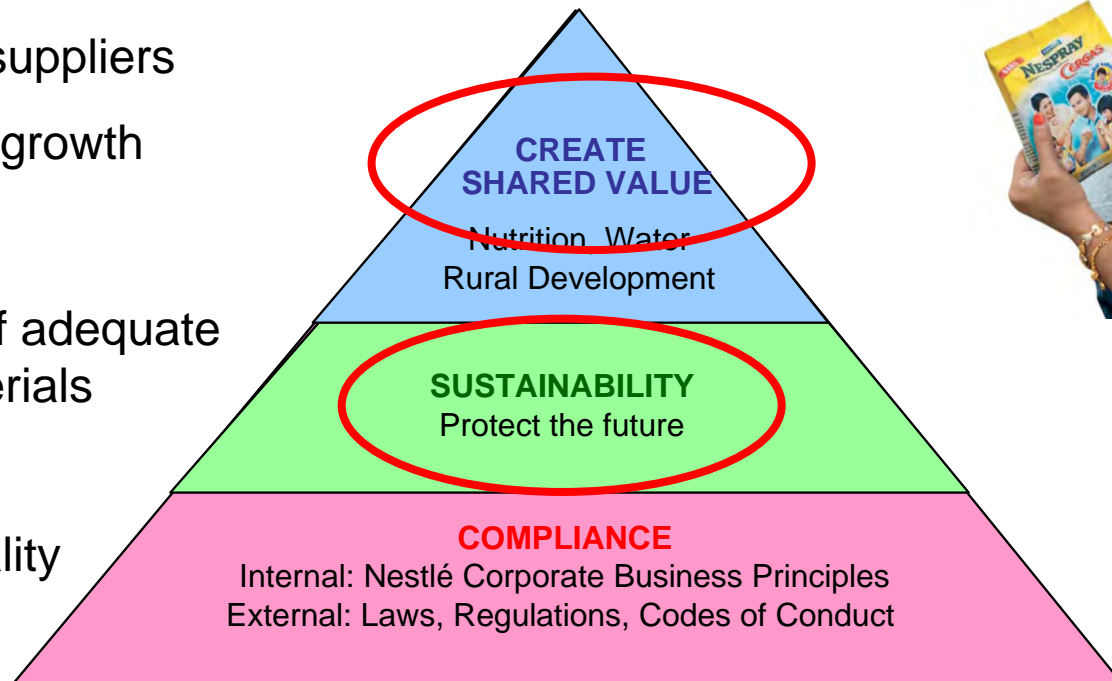 suppliers
growth
f adequate
erials
lity
CREATE
SHARED VALUE
Nutrition, Water
Rural Development
SUSTAINABILITY
Protect the future
COMPLIANCE
Internal: Nestlé Corporate Business Principles
External: Laws, Regulations, Codes of Conduct
NESPRAY
CERGAS